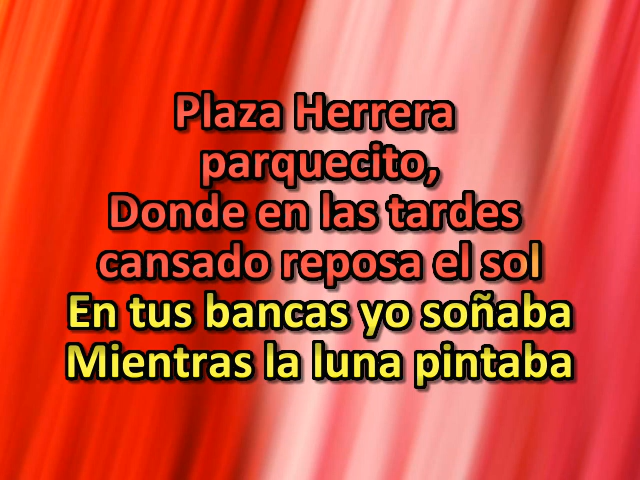 Plaza Herrera
parquecito,
Donde en las tardes
cansado reposa el sol
En tus bancas yo soñaba
Mientras la luna pintaba